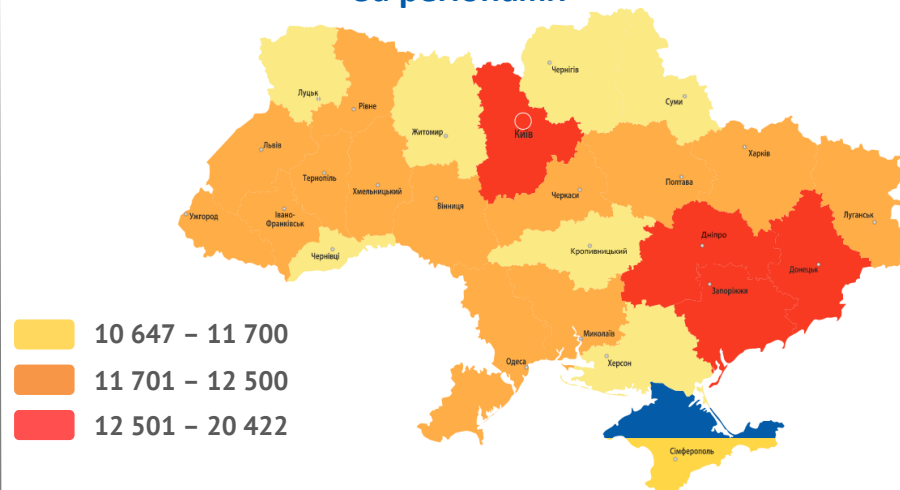 за регіонами
Чернігів
Луцьк
Рівне
Суми
Житомир
Київ
Львів
Харків
Тернопіль
Хмельницький
Полтава
Ужгород
Івано-
Франківськ
Вінниця
Черкаси
Луганськ
Чернівці
Кропивницький
Дніпро
Донецьк
Запоріжжя
Миколаїв
Одеса
Херсон
Сімферополь
10 647 – 11 700
11 701 – 12 500
12 501 – 20 422